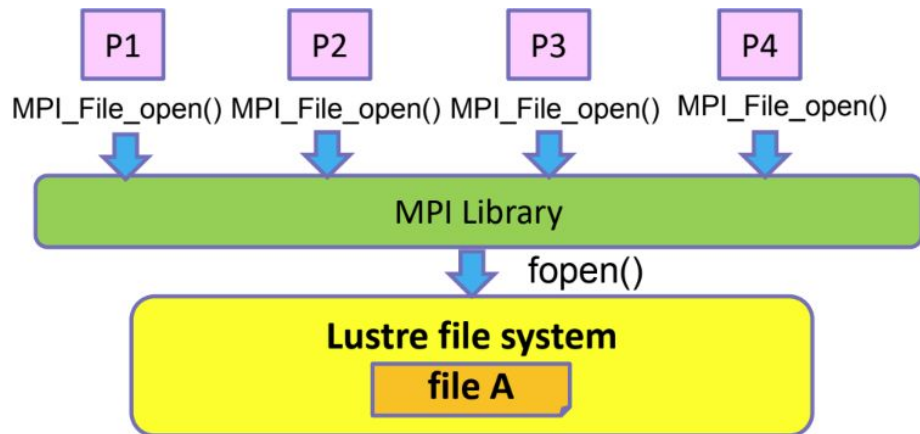 P1 P2 P3 P4
MPI_File_open() MPI_File_open() MPI_File_open() MPI_File_open()
MPI Library
fopen()
Lustre file system
file A